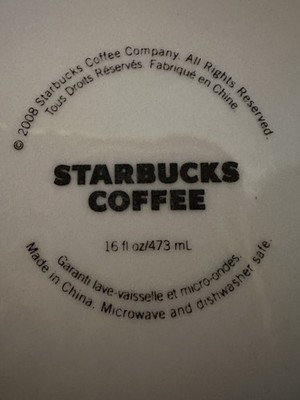 © 2008 Starbucks Coffee Company. All Rights Reserved.
Tous Droits Réservés. Fabriqué en Chine.
STARBUCKS
COFFEE
16 fl oz/473 mL
Garanti lave-vaisselle et micro-ondes.
Made in China. Microwave and dishwasher safe.